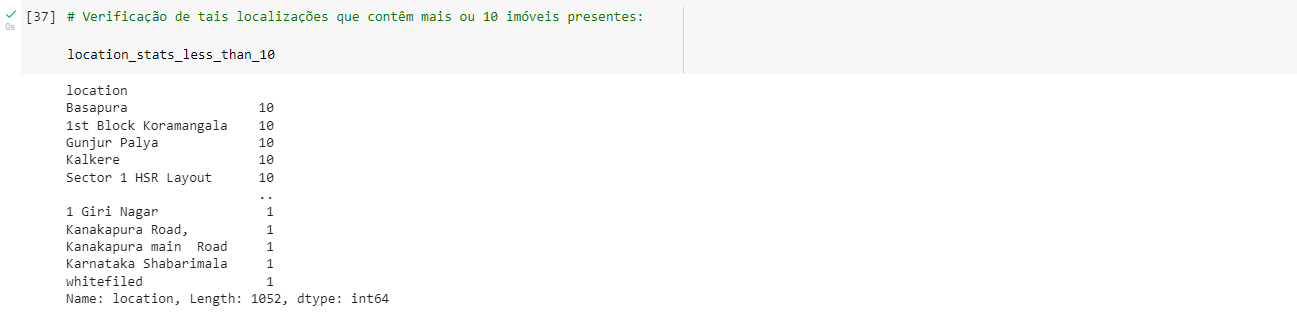 [37] # Verificação de tais localizações que contêm mais ou 10 imóveis presentes:
0s
location_stats_less_than_10
location
Basapura 10
1st Block Koramangala 10
Gunjur Palya 10
Kalkere 10
Sector 1 HSR Layout 10
..
1 Giri Nagar 1
Kanakapura Road, 1
Kanakapura main  Road 1
Karnataka Shabarimala 1
whitefiled 1
Name: location, Length: 1052, dtype: int64